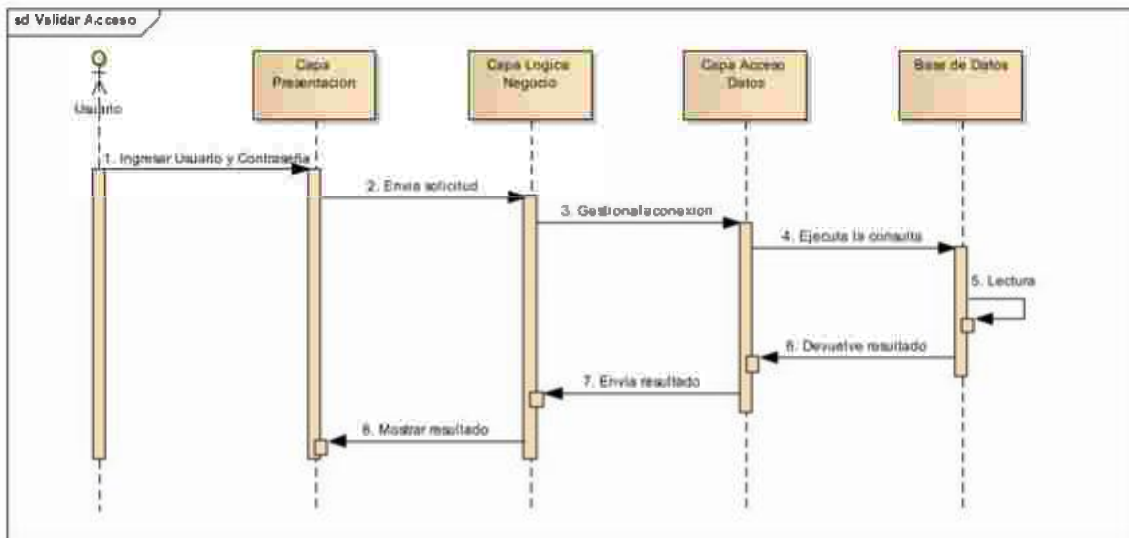 sd Validar Acceso
Usuario
Capa
Presentacion
Capa Logica
Negocio
Capa Acceso
Datos
Base de Datos
1. Ingresar Usuario y Contraseña
2. Envia solicitud
3. Gestiona la conexion
4. Ejecuta la consulta
5. Lectura
6. Devuelve resultado
7. Envia resultado
8. Mostrar resultado